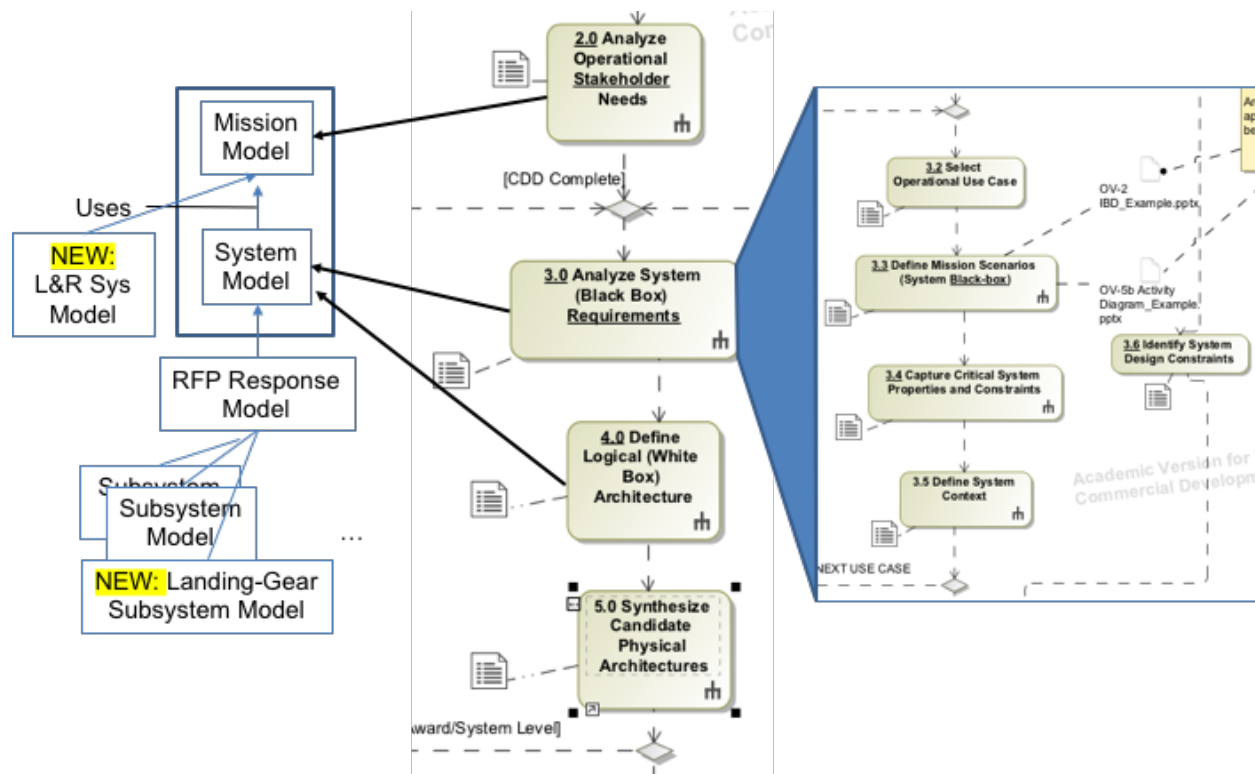 Mission
Model
Uses
NEW:
L&R Sys
Model
System
Model
RFP Response
Model
Subsystem
Subsystem
Model
...
NEW: Landing-Gear
Subsystem Model
2.0 Analyze
Operational
Stakeholder
Needs
[CDD Complete]
3.0 Analyze System
(Black Box)
Requirements
4.0 Define
Logical (White
Box)
Architecture
5.0 Synthesize
Candidate
Physical
Architectures
Award/System Level]
3.2 Select
Operational Use Case
OV-2
IBD_Example.pptx
3.3 Define Mission Scenarios
(System Black-box)
OV-5b Activity
Diagram_Example.
pptx
3.6 Identify System
Design Constraints
3.4 Capture Critical System
Properties and Constraints
3.5 Define System
Context
NEXT USE CASE
Academic Version for
Commercial Developm